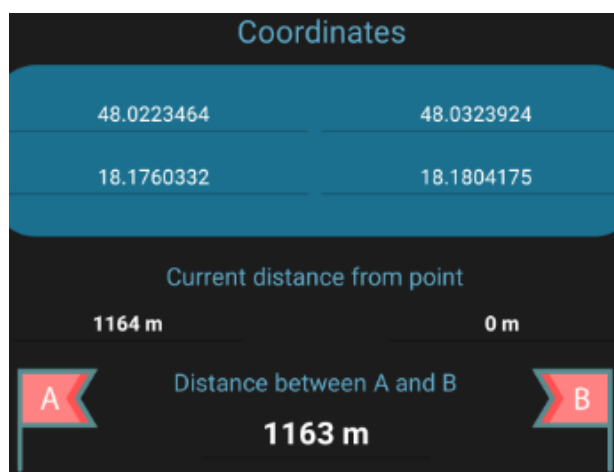 Coordinates
48.0223464 48.0323924
18.1760332 18.1804175
Current distance from point
1164 m 0 m
A Distance between A and B B
1163 m